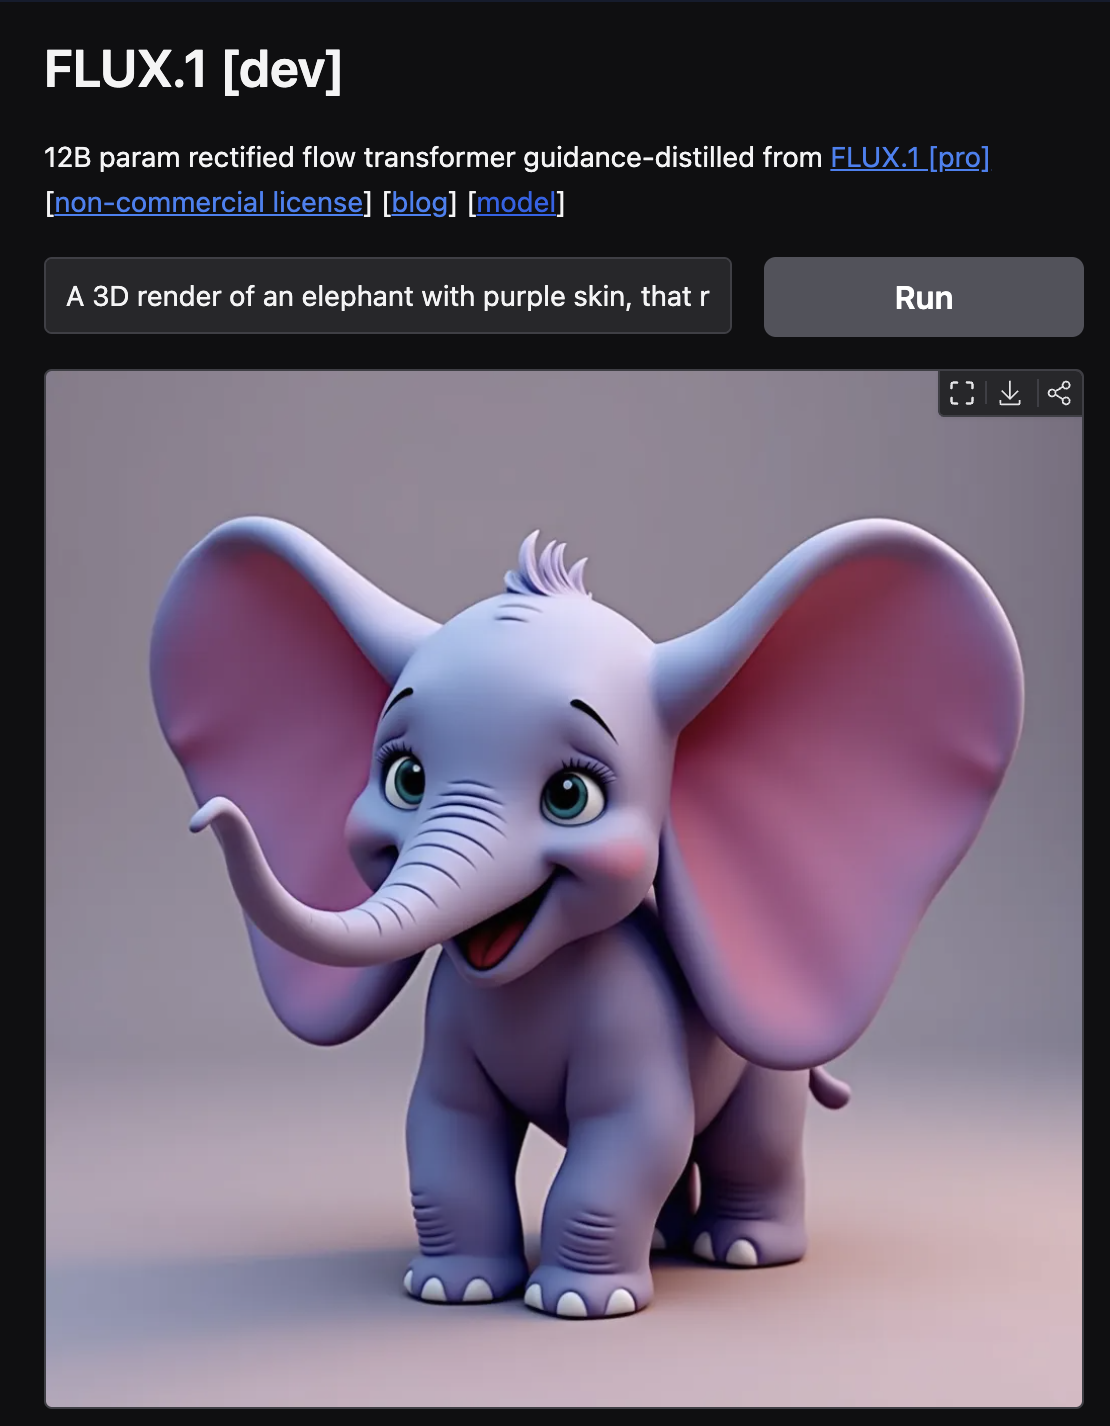 FLUX.1 [dev]
12B param rectified flow transformer guidance-distilled from FLUX.1 [pro]
[non-commercial license] [blog] [model]
A 3D render of an elephant with purple skin, that r
Run